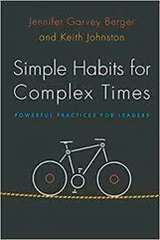 Jennifer Garvey Berger
and Keith Johnston
Simple Habits for
Complex Times
POWERFUL PRACTICES FOR LEADERS